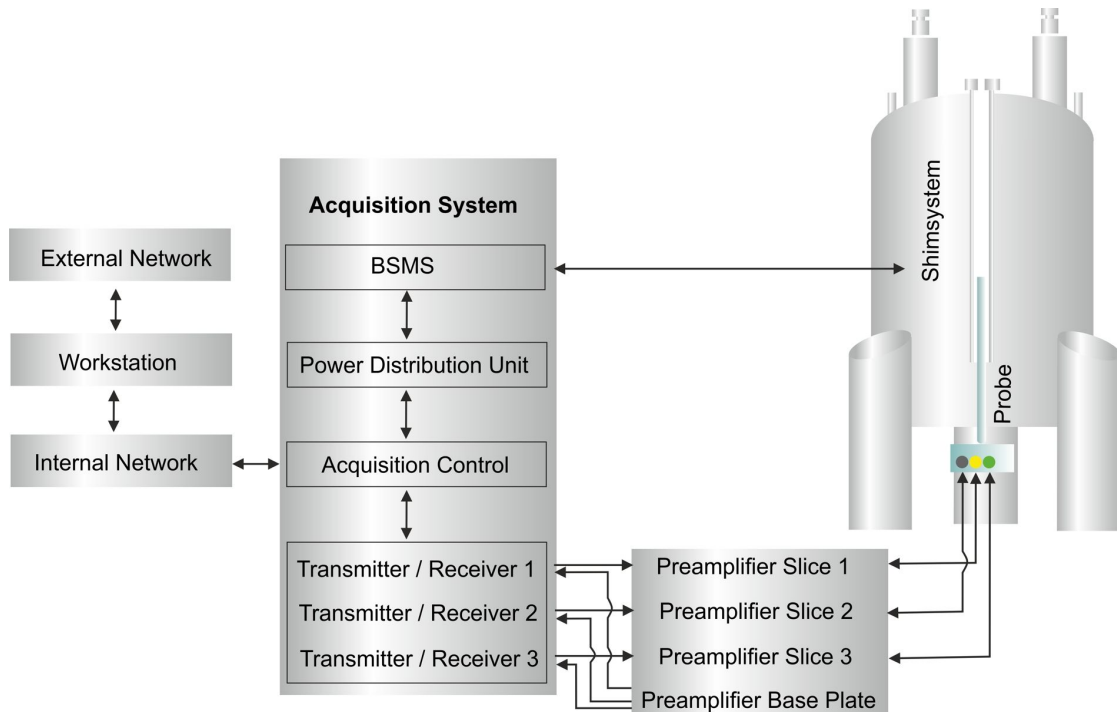 Acquisition System
External Network
Workstation
Internal Network
BSMS
Power Distribution Unit
Acquisition Control
Transmitter / Receiver 1
Transmitter / Receiver 2
Transmitter / Receiver 3
Preamplifier Slice 1
Preamplifier Slice 2
Preamplifier Slice 3
Preamplifier Base Plate
Shimsystem
Probe